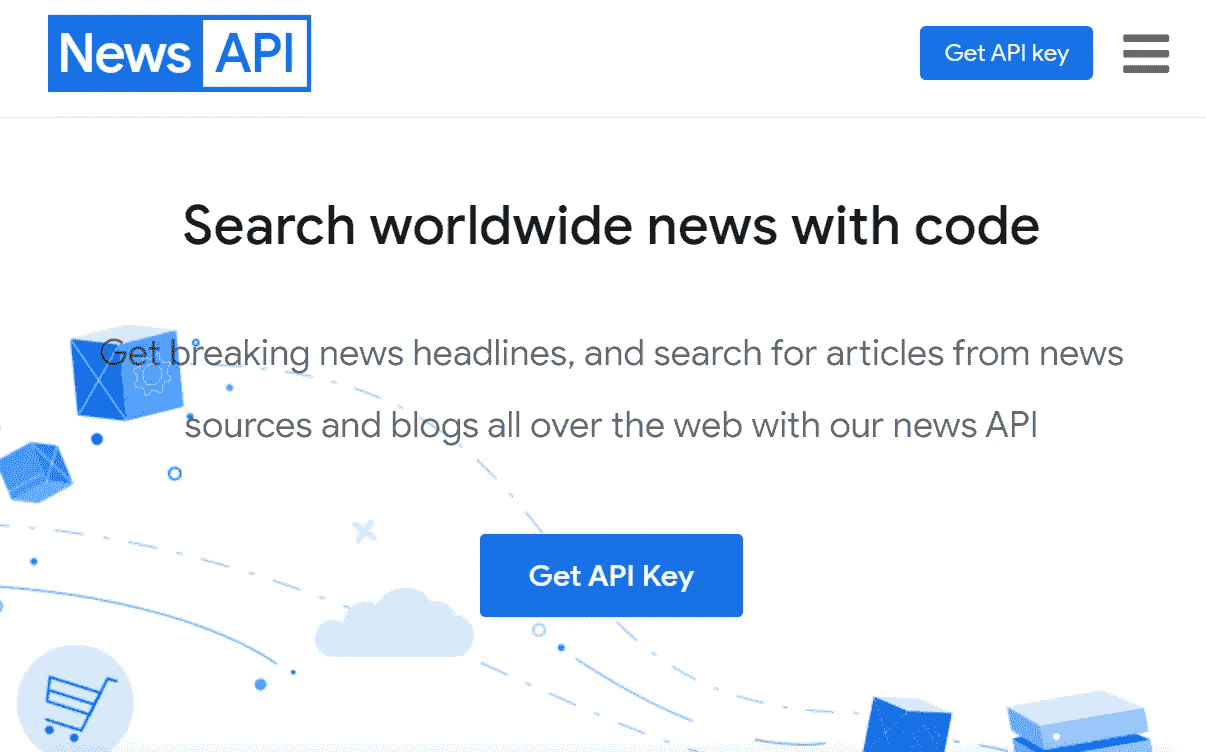 News API
Get API key
Search worldwide news with code
Get breaking news headlines, and search for articles from news
sources and blogs all over the web with our news API
Get API Key